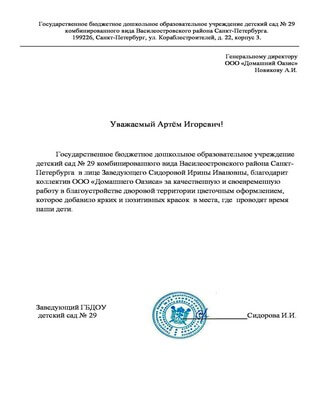 Государственное бюджетное дошкольное образовательное учреждение детский сад № 29
комбинированного вида Василеостровского района Санкт-Петербурга.
199226, Санкт-Петербург, ул. Кораблестроителей, д. 22, корпус 3.
Генеральному директору
ООО «Домашний Оазис»
Новикову А.И.
Уважаемый Артём Игоревич!
Государственное бюджетное дошкольное образовательное учреждение
детский сад № 29 комбинированного вида Василеостровского района Санкт-
Петербурга в лице Заведующего Сидоровой Ирины Ивановны, благодарит
коллектив ООО «Домашнего Оазиса» за качественную и своевременную
работу в благоустройстве дворовой территории цветочным оформлением,
которое добавило ярких и позитивных красок в места, где проводят время
наши дети.
Заведующий ГБДОУ
детский сад № 29
Сидорова И.И.